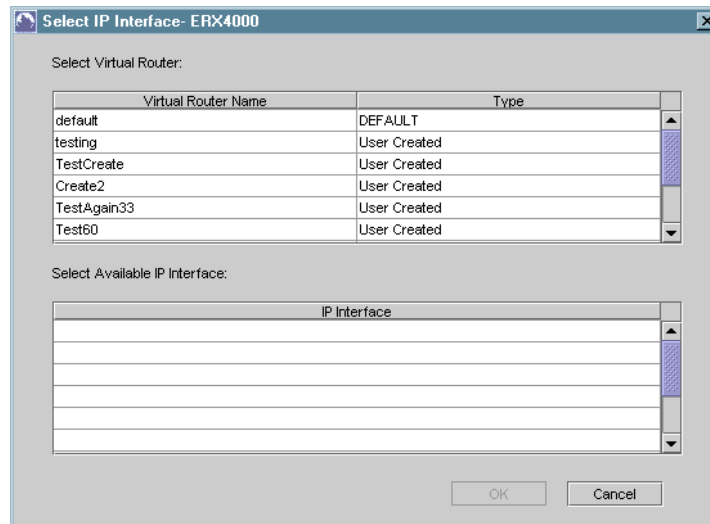 Select IP Interface- ERX4000
Select Virtual Router:
Virtual Router Name Type
default DEFAULT
testing User Created
TestCreate User Created
Create2 User Created
TestAgain33 User Created
Test60 User Created
Select Available IP Interface:
IP Interface
OK Cancel